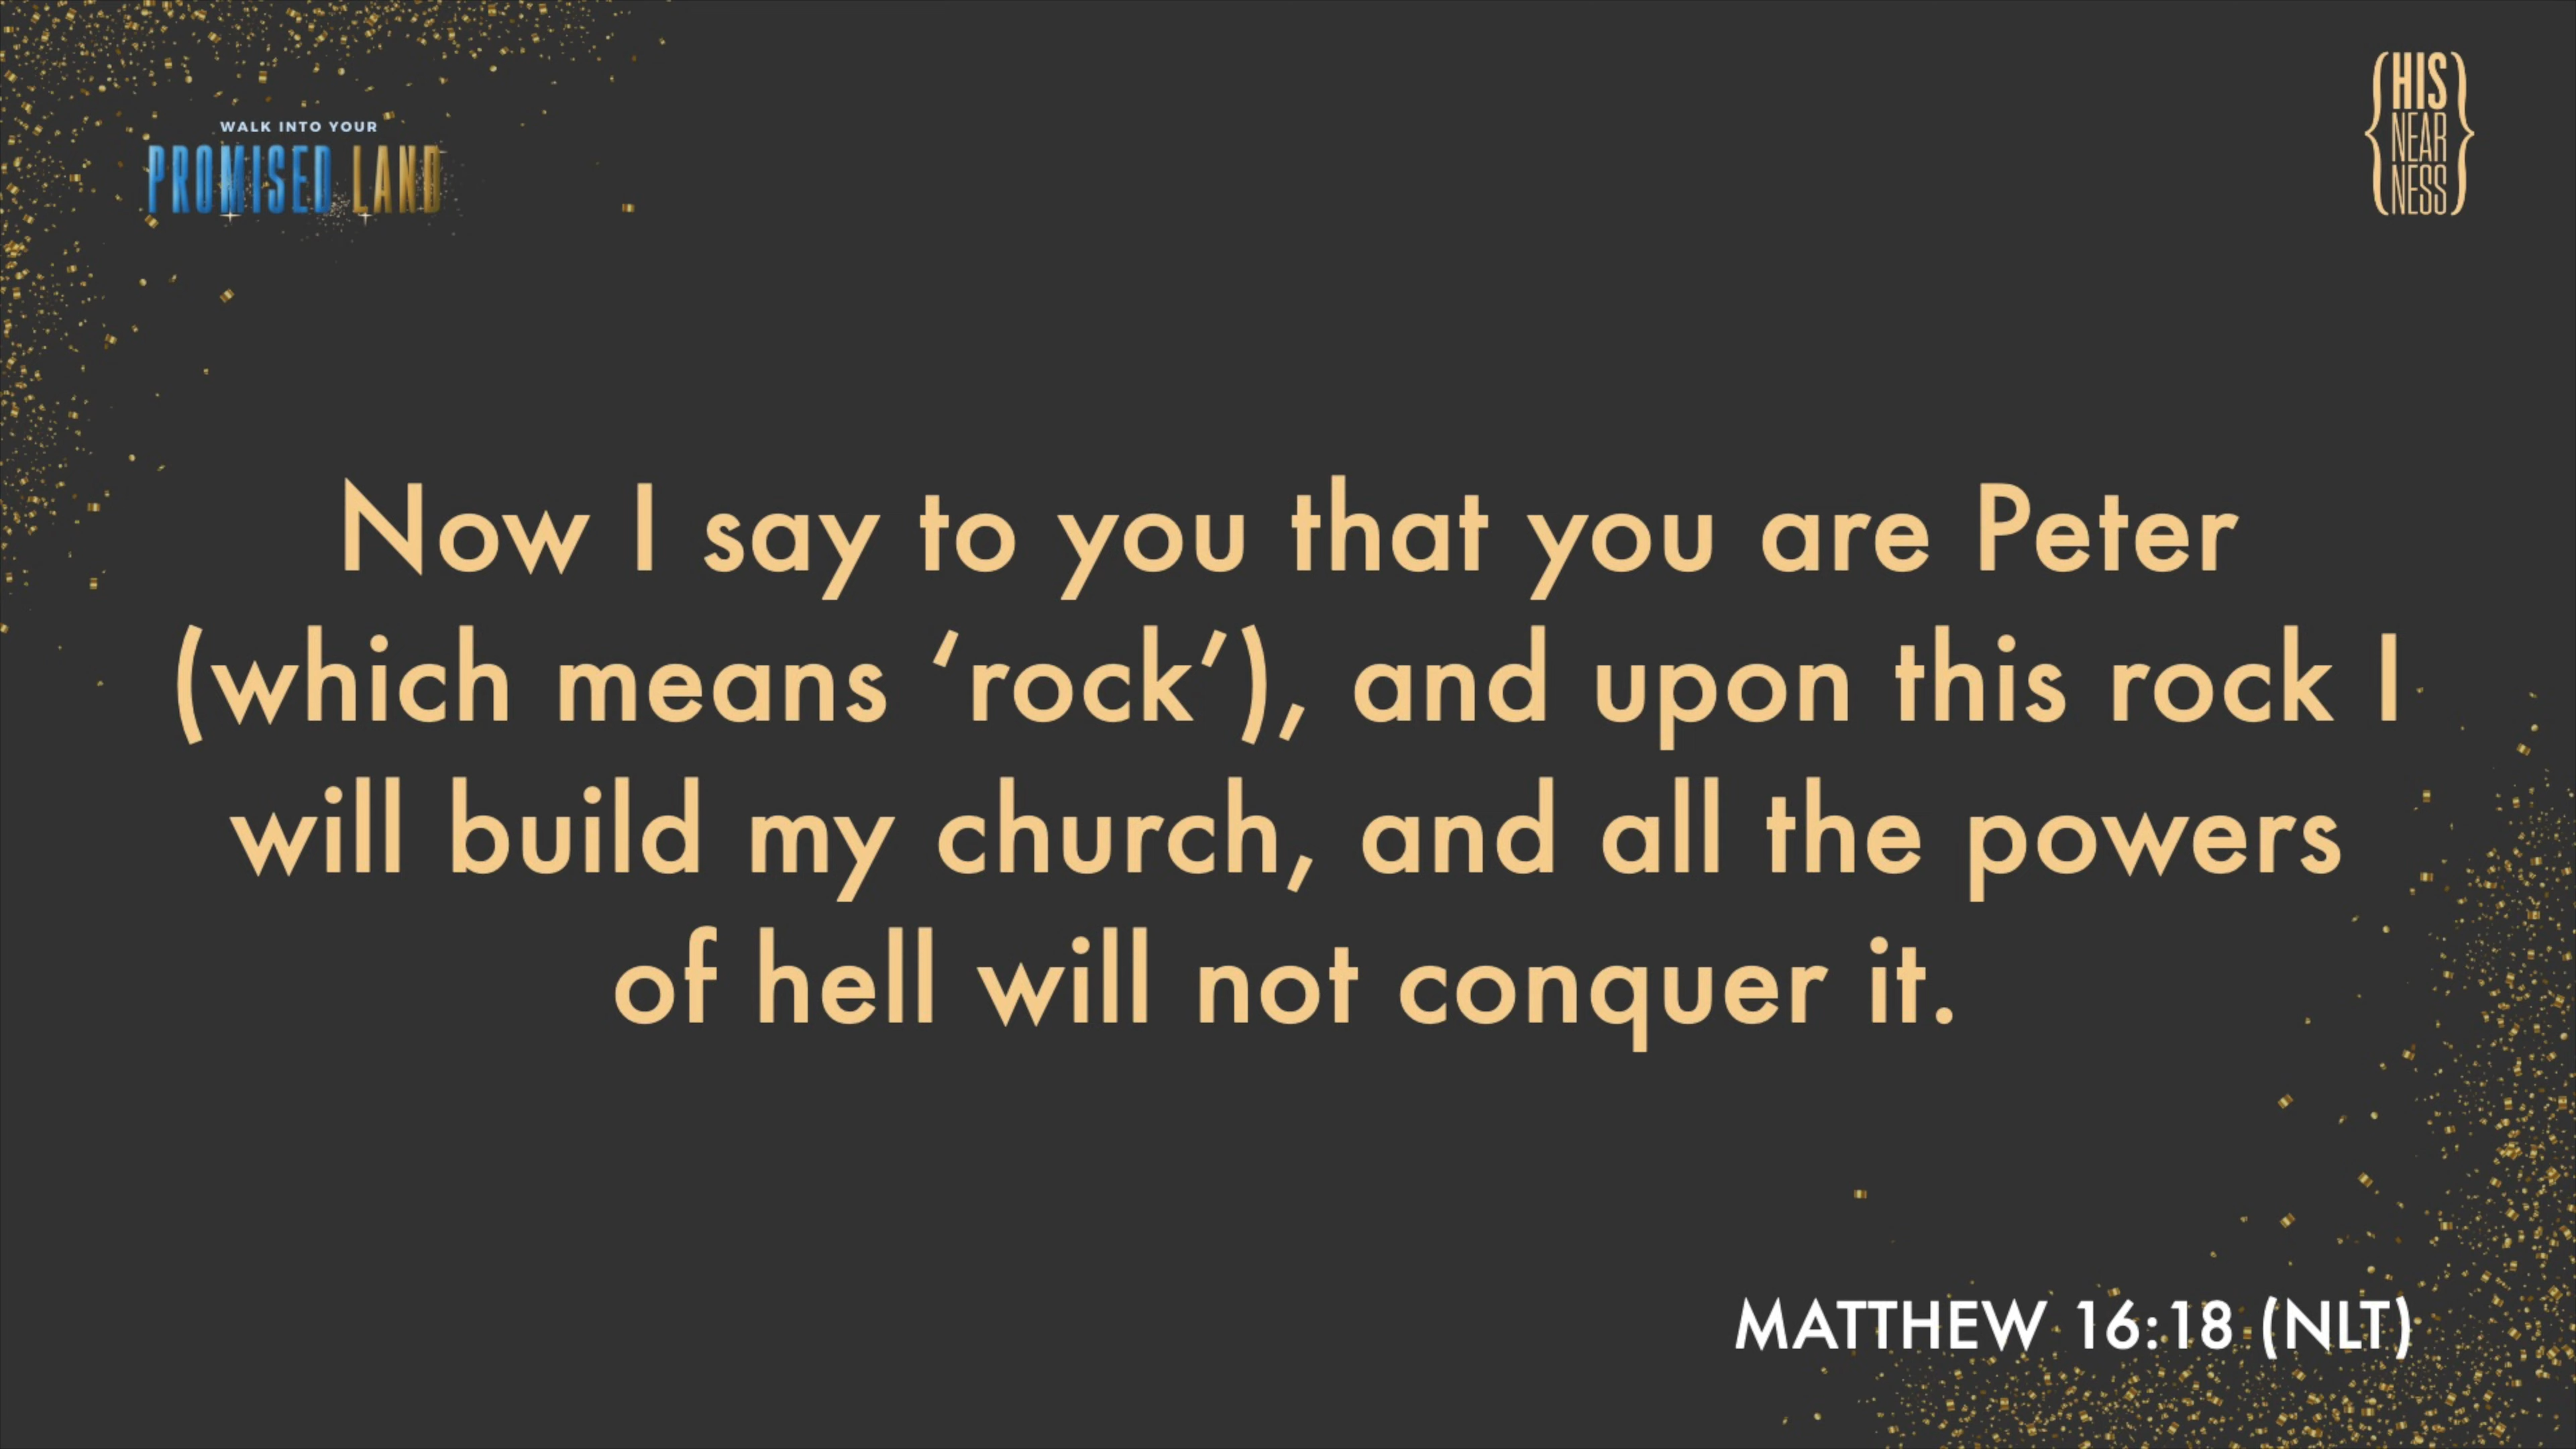 WALK INTO YOUR
PROMISED LAND
{HIS
NEAR
NESS}
Now I say to you that you are Peter
(which means ‘rock’), and upon this rock I
will build my church, and all the powers
of hell will not conquer it.
MATTHEW 16:18 (NLT)